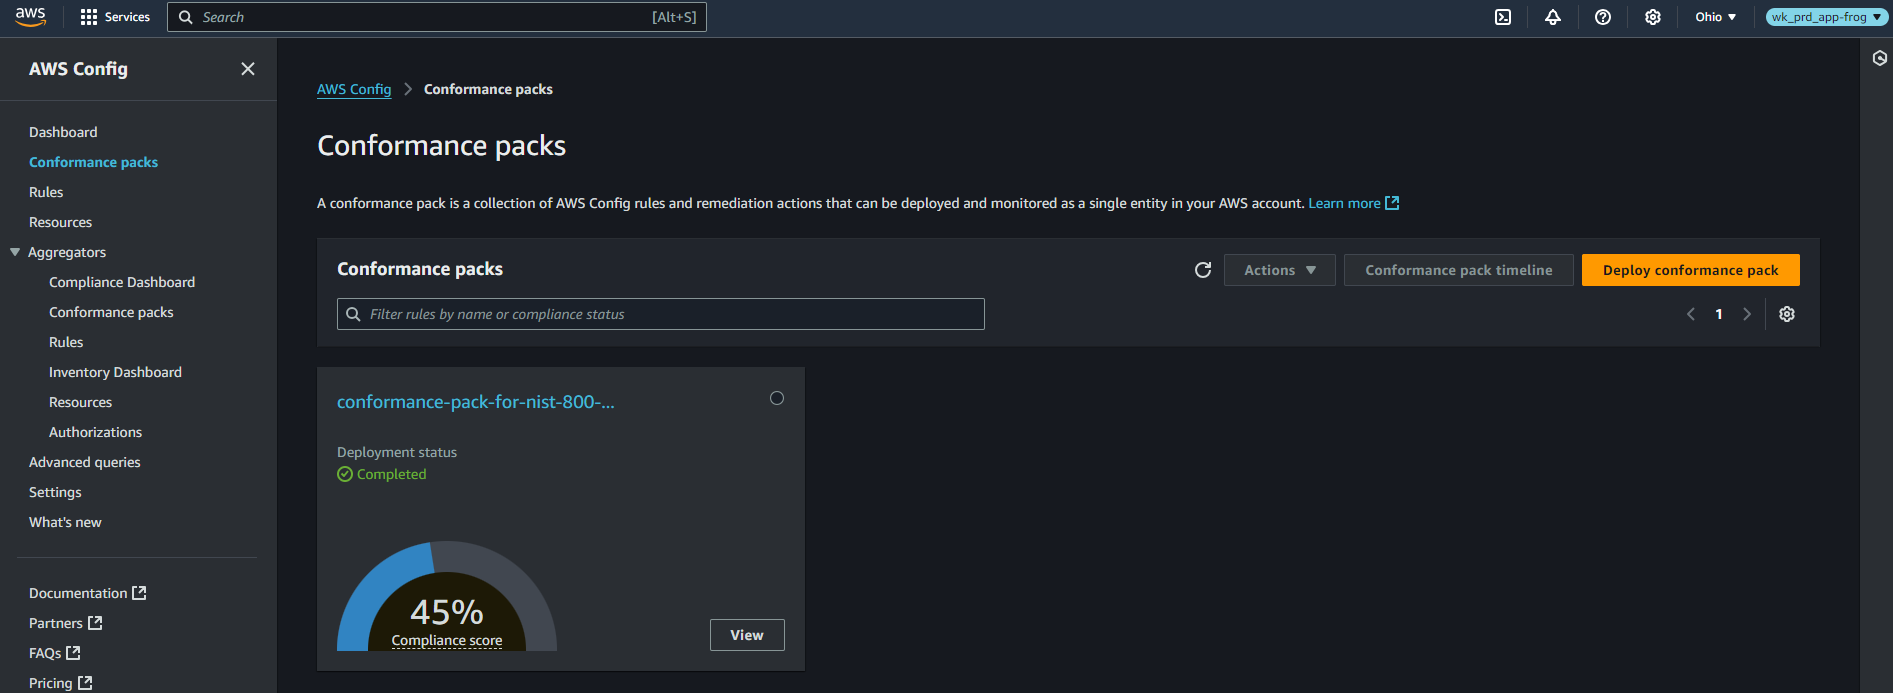 aws
Services
Search [Alt+S]
Ohio
wk_prd_app-frog
AWS Config
Dashboard
Conformance packs
Rules
Resources
Aggregators
Compliance Dashboard
Conformance packs
Rules
Inventory Dashboard
Resources
Authorizations
Advanced queries
Settings
What's new
Documentation
Partners
FAQs
Pricing
AWS Config > Conformance packs
Conformance packs
A conformance pack is a collection of AWS Config rules and remediation actions that can be deployed and monitored as a single entity in your AWS account. Learn more
Conformance packs
Actions
Conformance pack timeline
Deploy conformance pack
Filter rules by name or compliance status
1
conformance-pack-for-nist-800-...
Deployment status
Completed
45%
Compliance score
View